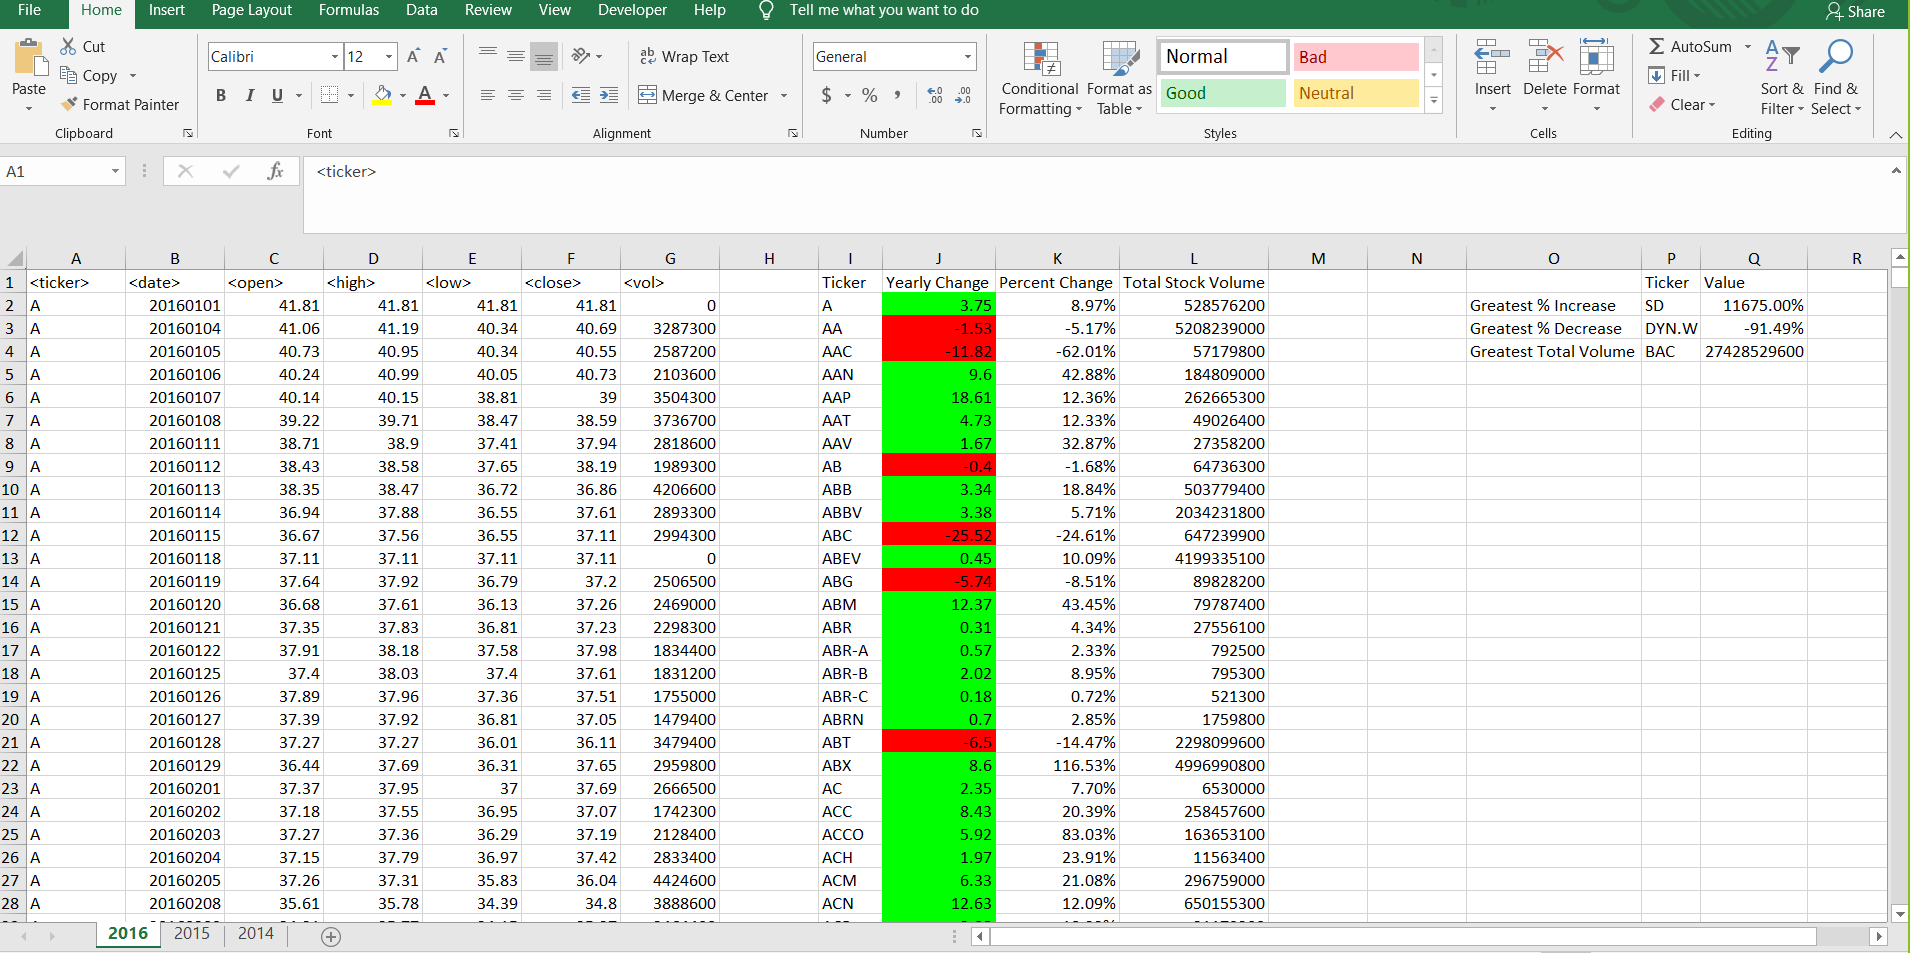 File Home Insert Page Layout Formulas Data Review View Developer Help Tell me what you want to do Share
Cut
Copy
Format Painter
Paste
Clipboard
Calibri 12
B I U
Font
ab Wrap Text
Merge & Center
Alignment
General
$ % ,
Number
Conditional Formatting
Format as Table
Normal Bad
Good Neutral
Styles
Insert Delete Format
Cells
AutoSum
Fill
Clear
Sort & Filter
Find & Select
Editing
A1 fx <ticker>
A B C D E F G H I J K L M N O P Q R
1 <ticker> <date> <open> <high> <low> <close> <vol> Ticker Yearly Change Percent Change Total Stock Volume Ticker Value
2 A 20160101 41.81 41.81 41.81 41.81 0 A 3.75 8.97% 528576200 Greatest % Increase SD 11675.00%
3 A 20160104 41.06 41.19 40.34 40.69 3287300 AA -1.53 -5.17% 5208239000 Greatest % Decrease DYN.W -91.49%
4 A 20160105 40.73 40.95 40.34 40.55 2587200 AAC -11.82 -62.01% 57179800 Greatest Total Volume BAC 27428529600
5 A 20160106 40.24 40.99 40.05 40.73 2103600 AAN 9.6 42.88% 184809000
6 A 20160107 40.14 40.15 38.81 39 3504300 AAP 18.61 12.36% 262665300
7 A 20160108 39.22 39.71 38.47 38.59 3736700 AAT 4.73 12.33% 49026400
8 A 20160111 38.71 38.9 37.41 37.94 2818600 AAV 1.67 32.87% 27358200
9 A 20160112 38.43 38.58 37.65 38.19 1989300 AB -0.4 -1.68% 64736300
10 A 20160113 38.35 38.47 36.72 36.86 4206600 ABB 3.34 18.84% 503779400
11 A 20160114 36.94 37.88 36.55 37.61 2893300 ABBV 3.38 5.71% 2034231800
12 A 20160115 36.67 37.56 36.55 37.11 2994300 ABC -25.52 -24.61% 647239900
13 A 20160118 37.11 37.11 37.11 37.11 0 ABEV 0.45 10.09% 4199335100
14 A 20160119 37.64 37.92 36.79 37.2 2506500 ABG -5.74 -8.51% 89828200
15 A 20160120 36.68 37.61 36.13 37.26 2469000 ABM 12.37 43.45% 79787400
16 A 20160121 37.35 37.83 36.81 37.23 2298300 ABR 0.31 4.34% 27556100
17 A 20160122 37.91 38.18 37.58 37.98 1834400 ABR-A 0.57 2.33% 792500
18 A 20160125 37.4 38.03 37.4 37.61 1831200 ABR-B 2.02 8.95% 795300
19 A 20160126 37.89 37.96 37.36 37.51 1755000 ABR-C 0.18 0.72% 521300
20 A 20160127 37.39 37.92 36.81 37.05 1479400 ABRN 0.7 2.85% 1759800
21 A 20160128 37.27 37.27 36.01 36.11 3479400 ABT -6.5 -14.47% 2298099600
22 A 20160129 36.44 37.69 36.31 37.65 2959800 ABX 8.6 116.53% 4996990800
23 A 20160201 37.37 37.95 37 37.69 2666500 AC 2.35 7.70% 6530000
24 A 20160202 37.18 37.55 36.95 37.07 1742300 ACC 8.43 20.39% 258457600
25 A 20160203 37.27 37.36 36.29 37.19 2128400 ACCO 5.92 83.03% 163653100
26 A 20160204 37.15 37.79 36.97 37.42 2833400 ACH 1.97 23.91% 11563400
27 A 20160205 37.26 37.31 35.83 36.04 4424600 ACM 6.33 21.08% 296759000
28 A 20160208 35.61 35.78 34.39 34.8 3888600 ACN 12.63 12.09% 650155300
2016 2015 2014